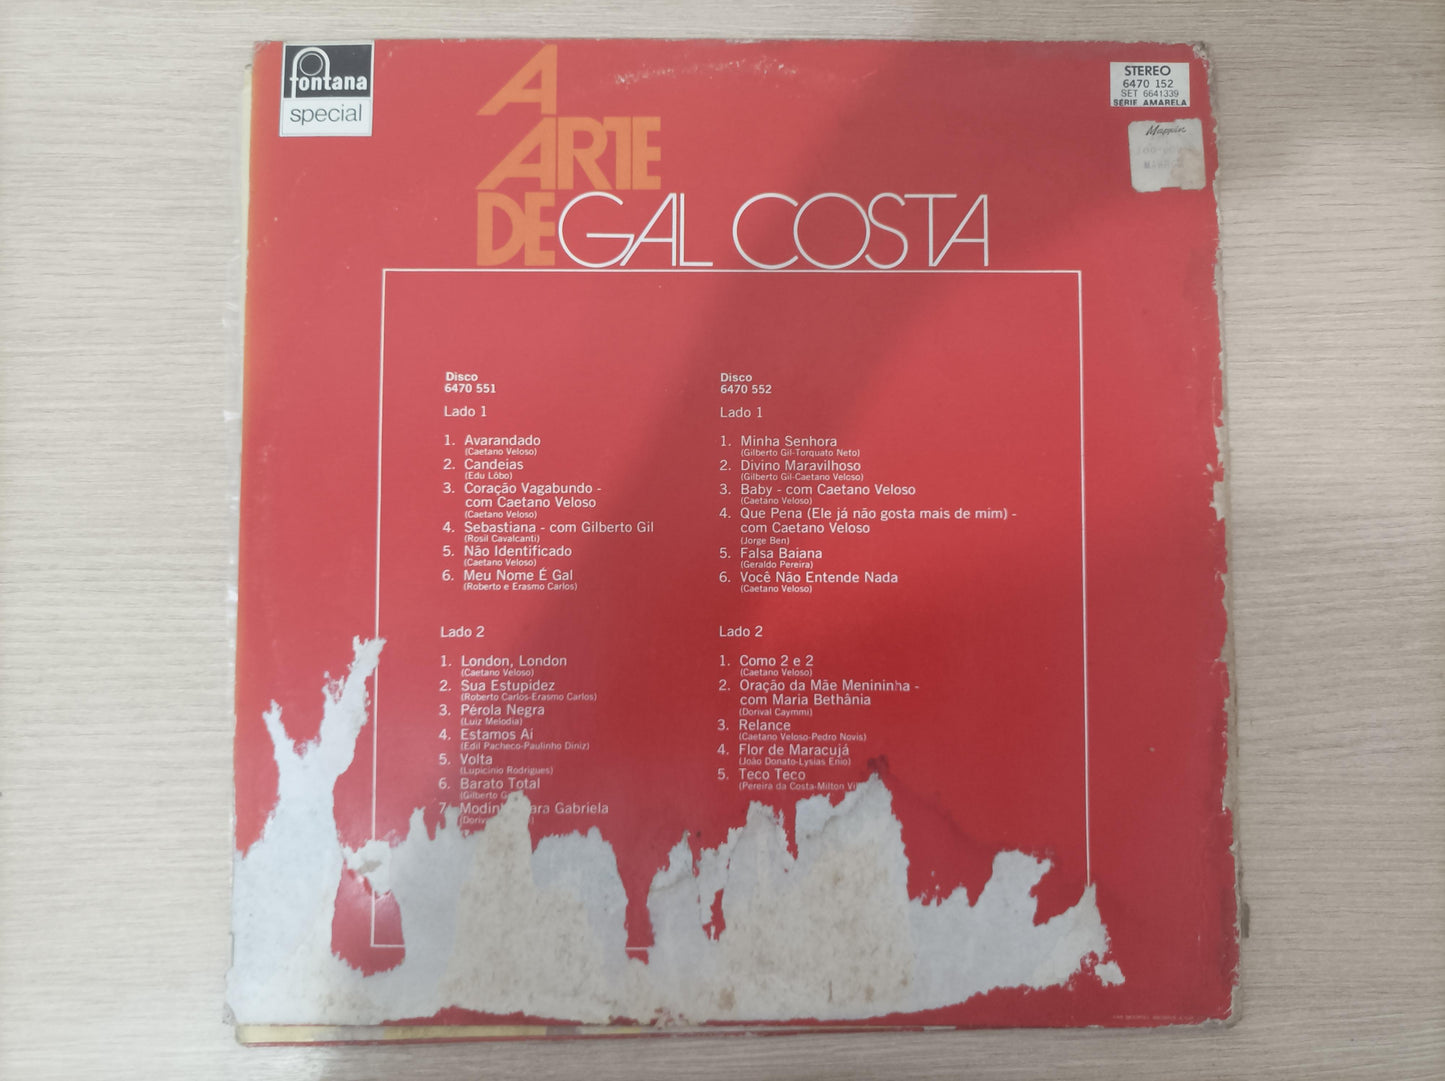 fontana
special
A
ARTE
DE GAL COSTA
STEREO
6470 152
SET 6641339
SÉRIE AMARELA
Mappin
Disco
6470 551
Lado 1
1. Avarandado
(Caetano Veloso)
2. Candeias
(Edu Lôbo)
3. Coração Vagabundo -
com Caetano Veloso
(Caetano Veloso)
4. Sebastiana - com Gilberto Gil
(Rosil Cavalcanti)
5. Não Identificado
(Caetano Veloso)
6. Meu Nome É Gal
(Roberto e Erasmo Carlos)
Lado 2
1. London, London
(Caetano Veloso)
2. Sua Estupidez
(Roberto Carlos-Erasmo Carlos)
3. Pérola Negra
(Luiz Melodia)
4. Estamos Aí
(Edil Pacheco-Paulinho Diniz)
5. Volta
(Lupicinio Rodrigues)
6. Barato Total
(Gilberto
7. Gabriela
Disco
6470 552
Lado 1
1. Minha Senhora
(Gilberto Gil-Torquato Neto)
2. Divino Maravilhoso
(Gilberto Gil-Caetano Veloso)
3. Baby - com Caetano Veloso
(Caetano Veloso)
4. Que Pena (Ele já não gosta mais de mim) -
com Caetano Veloso
(Jorge Ben)
5. Falsa Baiana
(Geraldo Pereira)
6. Você Não Entende Nada
(Caetano Veloso)
Lado 2
1. Como 2 e 2
(Caetano Veloso)
2. Oração da Mãe Menininha -
com Maria Bethânia
(Dorival Caymmi)
3. Relance
(Caetano Veloso-Pedro Novis)
4. Flor de Maracujá
(João Donato-Lysias Enio)
5. Teco Teco
(Pereira da Costa-Milton